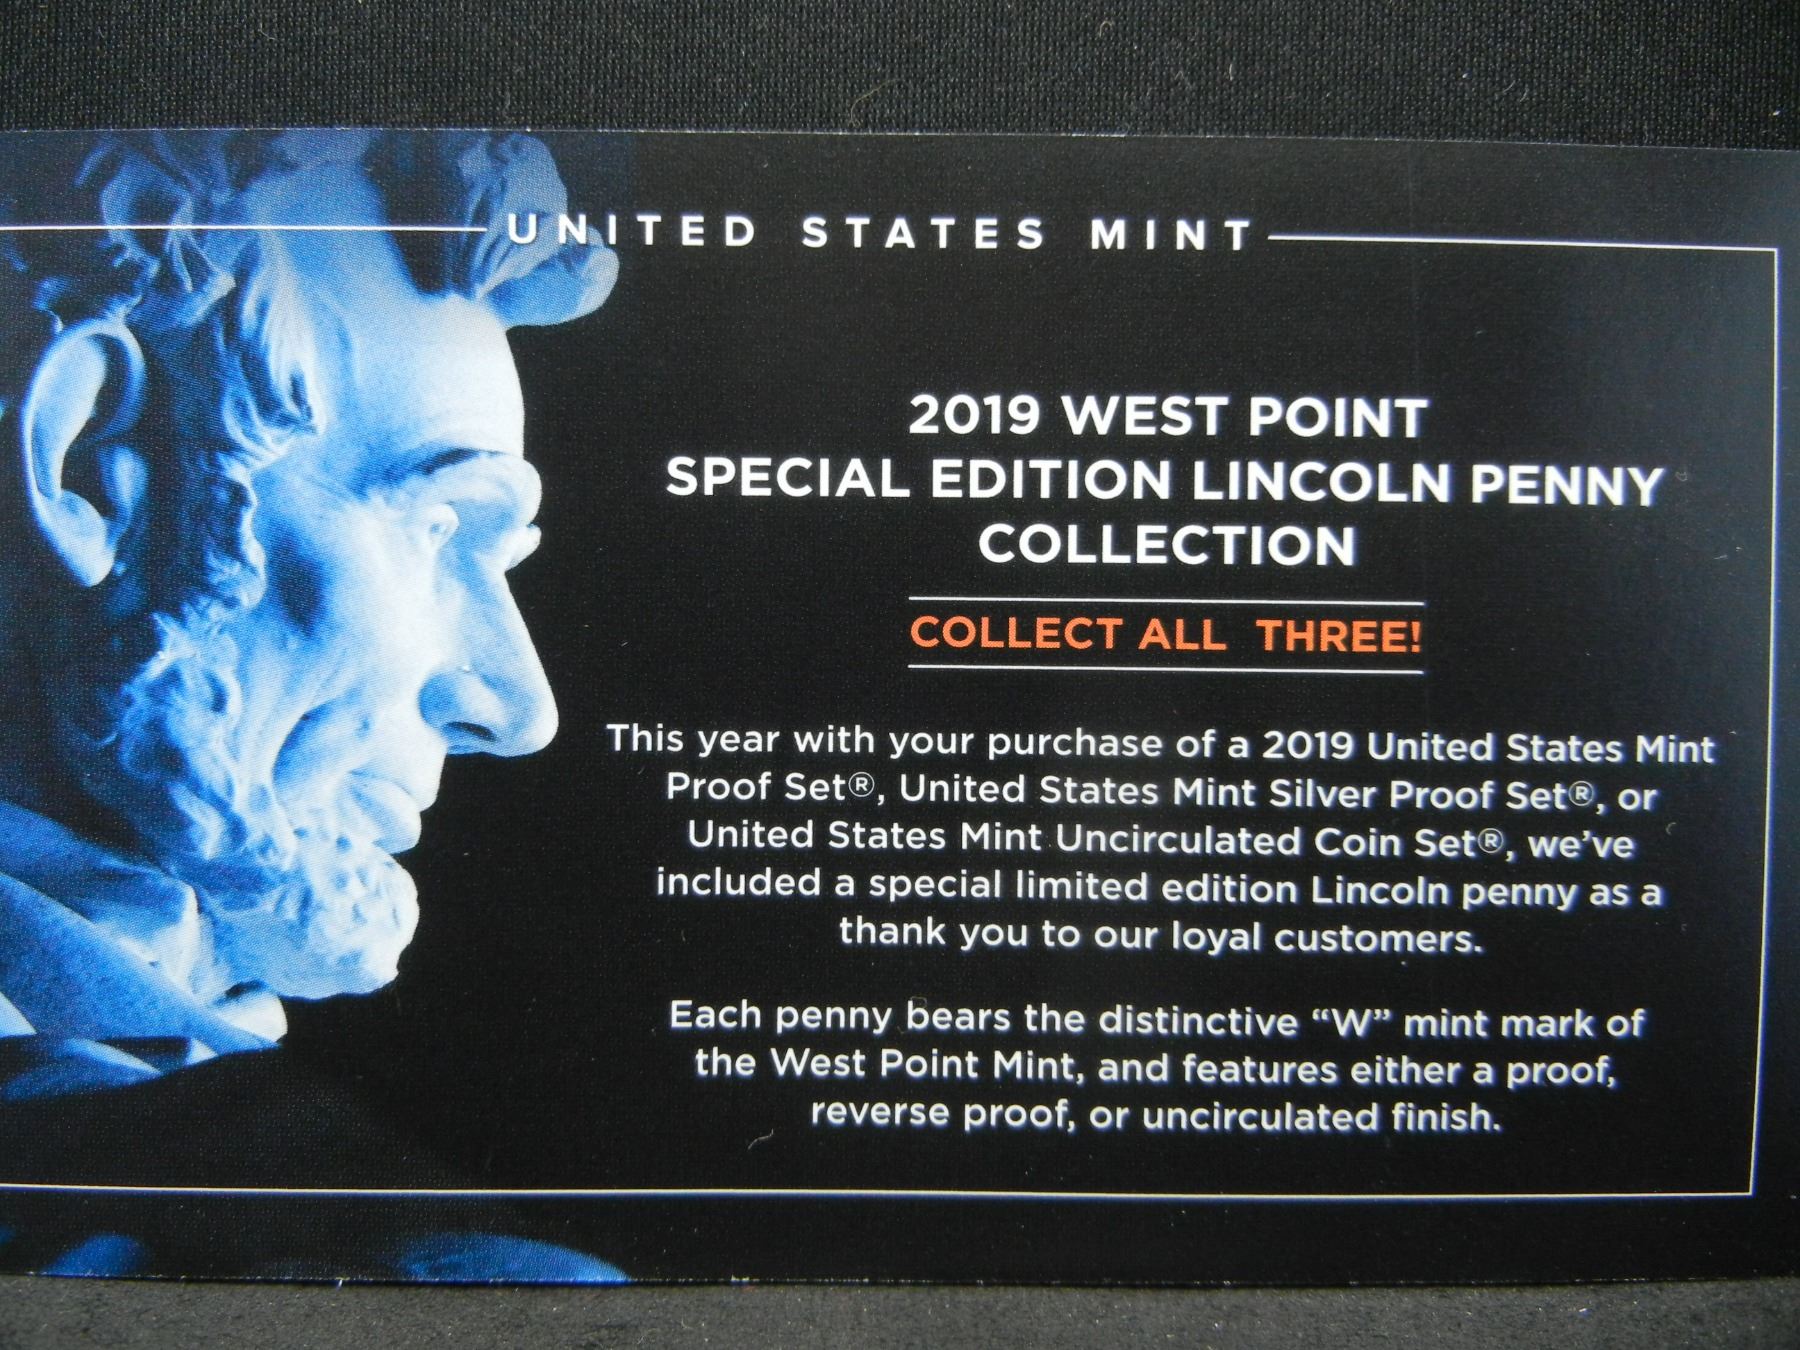 UNITED STATES MINT
2019 WEST POINT
SPECIAL EDITION LINCOLN PENNY
COLLECTION
COLLECT ALL THREE!
This year with your purchase of a 2019 United States Mint
Proof Set®, United States Mint Silver Proof Set®, or
United States Mint Uncirculated Coin Set®, we've
included a special limited edition Lincoln penny as a
thank you to our loyal customers.
Each penny bears the distinctive “W” mint mark of
the West Point Mint, and features either a proof,
reverse proof, or uncirculated finish.